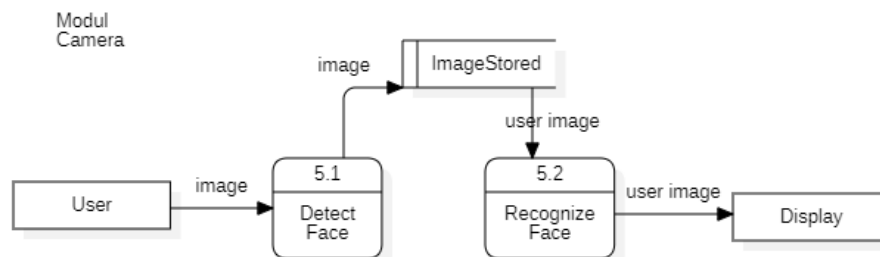 Modul
Camera
image
ImageStored
user image
User
image
5.1
Detect
Face
5.2
Recognize
Face
user image
Display